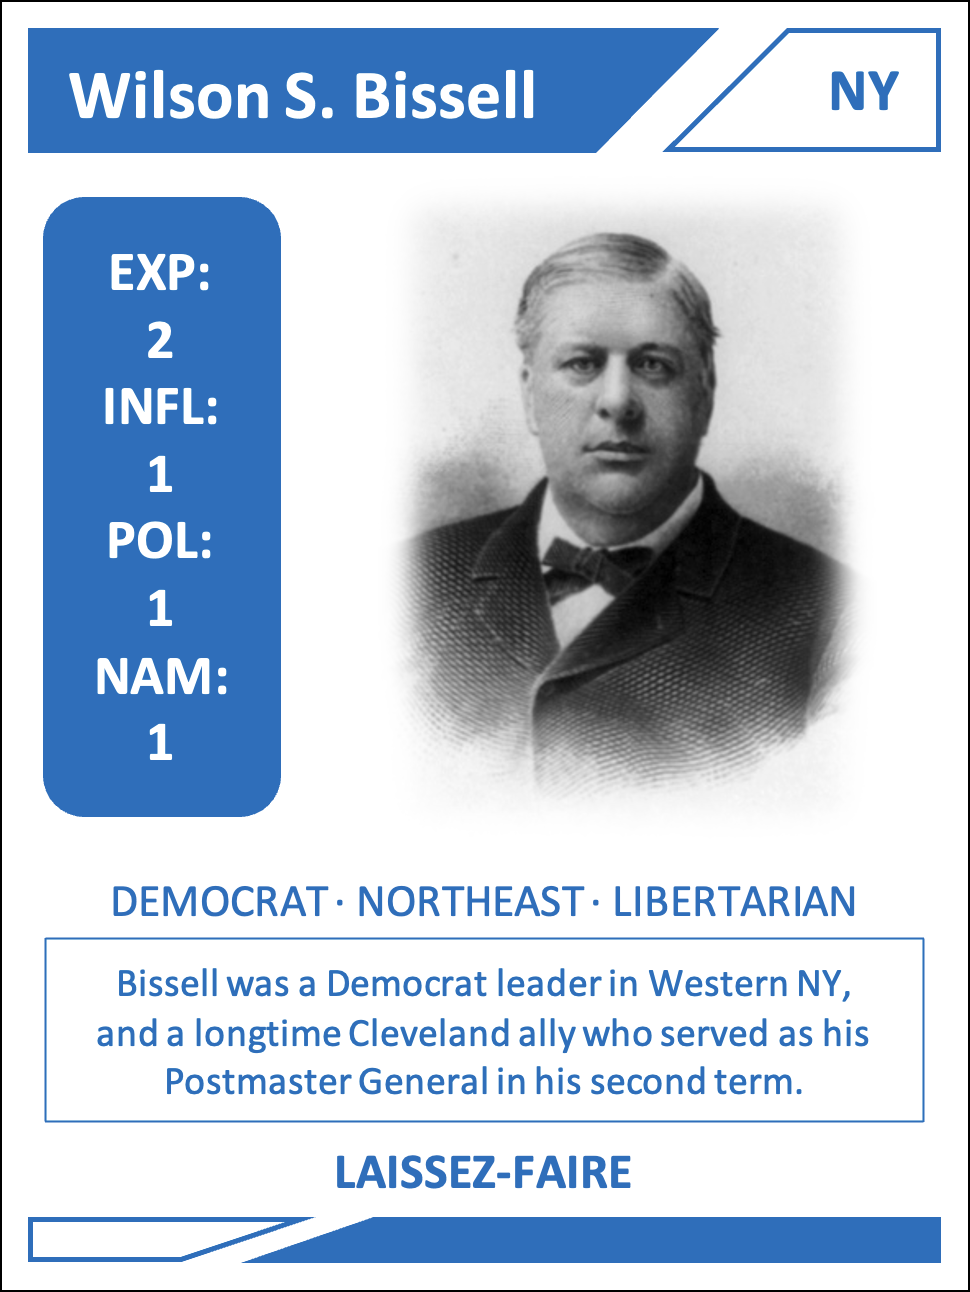 Wilson S. Bissell
NY
EXP:
2
INFL:
1
POL:
1
NAM:
1
DEMOCRAT · NORTHEAST · LIBERTARIAN
Bissell was a Democrat leader in Western NY,
and a longtime Cleveland ally who served as his
Postmaster General in his second term.
LAISSEZ-FAIRE